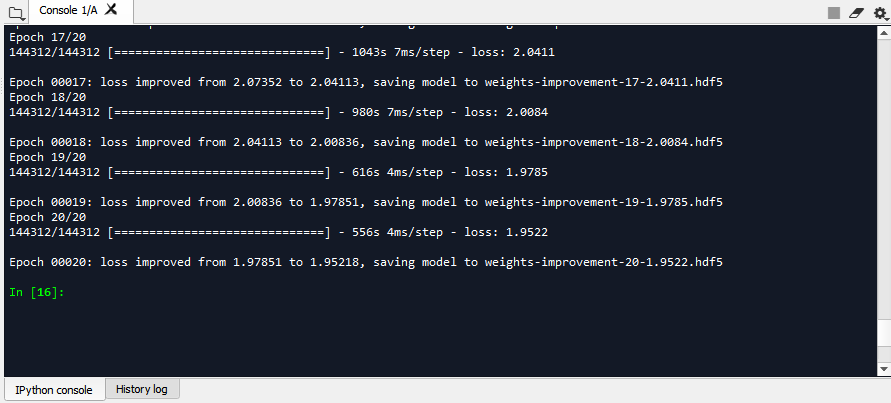 Console 1/A
Epoch 17/20
144312/144312 [==============================] - 1043s 7ms/step - loss: 2.0411
Epoch 00017: loss improved from 2.07352 to 2.04113, saving model to weights-improvement-17-2.0411.hdf5
Epoch 18/20
144312/144312 [==============================] - 980s 7ms/step - loss: 2.0084
Epoch 00018: loss improved from 2.04113 to 2.00836, saving model to weights-improvement-18-2.0084.hdf5
Epoch 19/20
144312/144312 [==============================] - 616s 4ms/step - loss: 1.9785
Epoch 00019: loss improved from 2.00836 to 1.97851, saving model to weights-improvement-19-1.9785.hdf5
Epoch 20/20
144312/144312 [==============================] - 556s 4ms/step - loss: 1.9522
Epoch 00020: loss improved from 1.97851 to 1.95218, saving model to weights-improvement-20-1.9522.hdf5
In [16]:
IPython console
History log